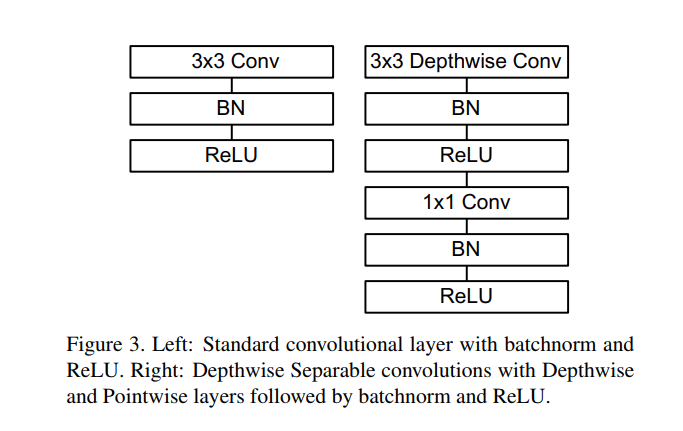 3x3 Conv
BN
ReLU
3x3 Depthwise Conv
BN
ReLU
1x1 Conv
BN
ReLU
Figure 3. Left: Standard convolutional layer with batchnorm and
ReLU. Right: Depthwise Separable convolutions with Depthwise
and Pointwise layers followed by batchnorm and ReLU.